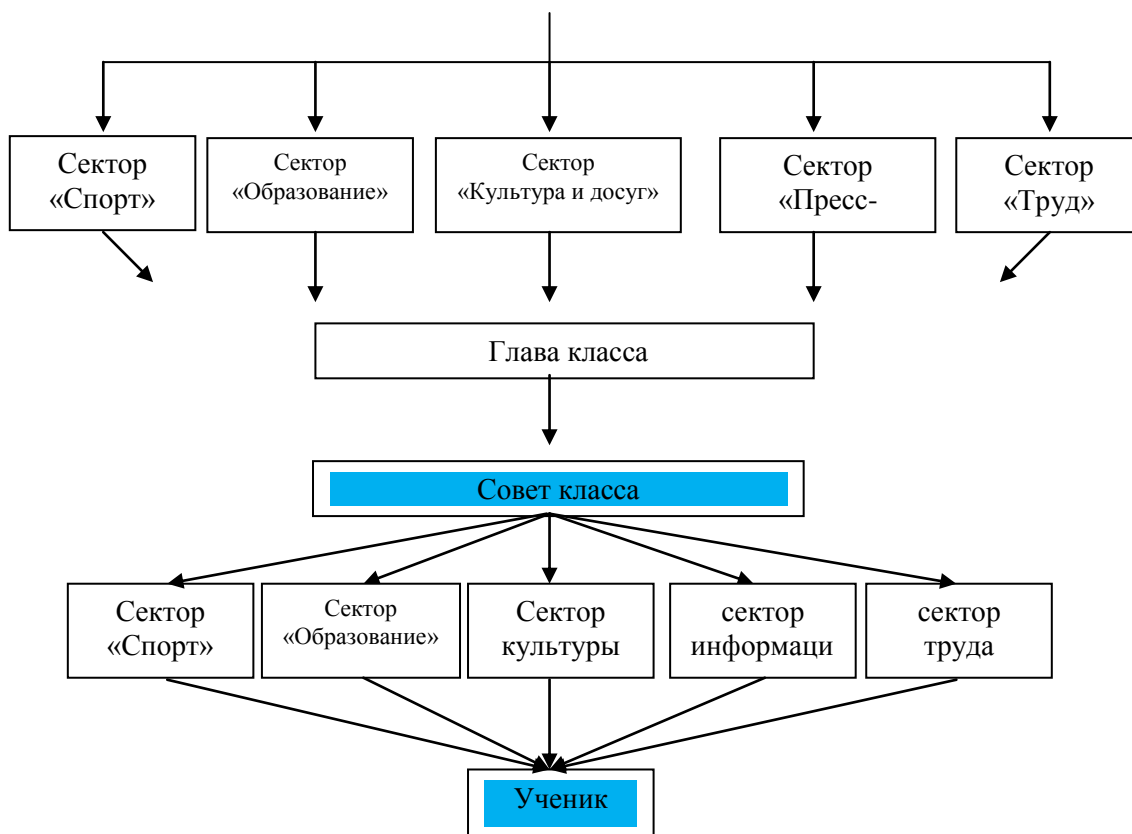 Сектор
«Спорт»
Сектор
«Образование»
Сектор
«Культура и досуг»
Сектор
«Пресс-
Сектор
«Труд»
Глава класса
Совет класса
Сектор
«Спорт»
Сектор
«Образование»
Сектор
культуры
сектор
информаци
сектор
труда
Ученик